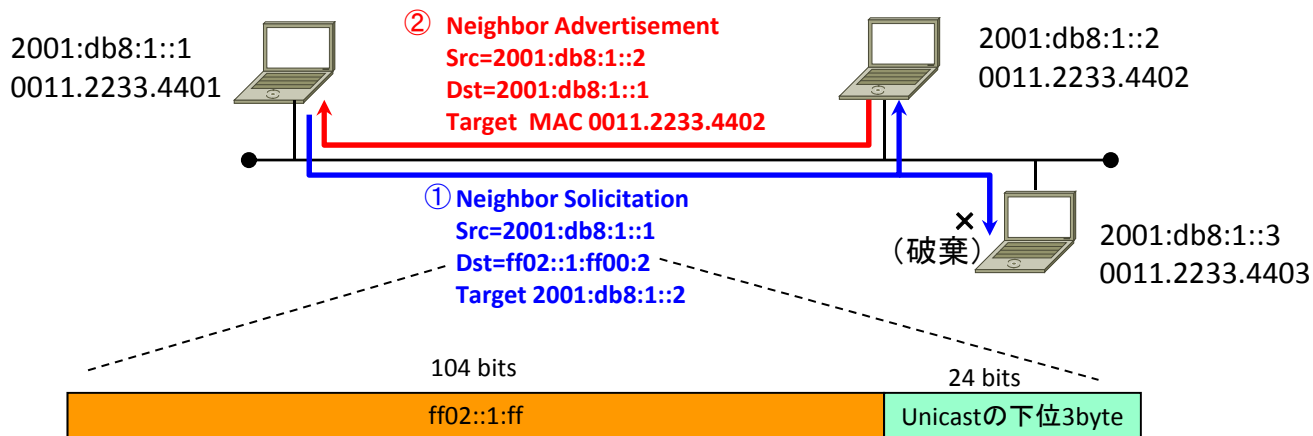 2001:db8:1::1
0011.2233.4401
② Neighbor Advertisement
Src=2001:db8:1::2
Dst=2001:db8:1::1
Target MAC 0011.2233.4402
2001:db8:1::2
0011.2233.4402
① Neighbor Solicitation
Src=2001:db8:1::1
Dst=ff02::1:ff00:2
Target 2001:db8:1::2
×
（破棄）
2001:db8:1::3
0011.2233.4403
104 bits
24 bits
ff02::1:ff
Unicastの下位3byte